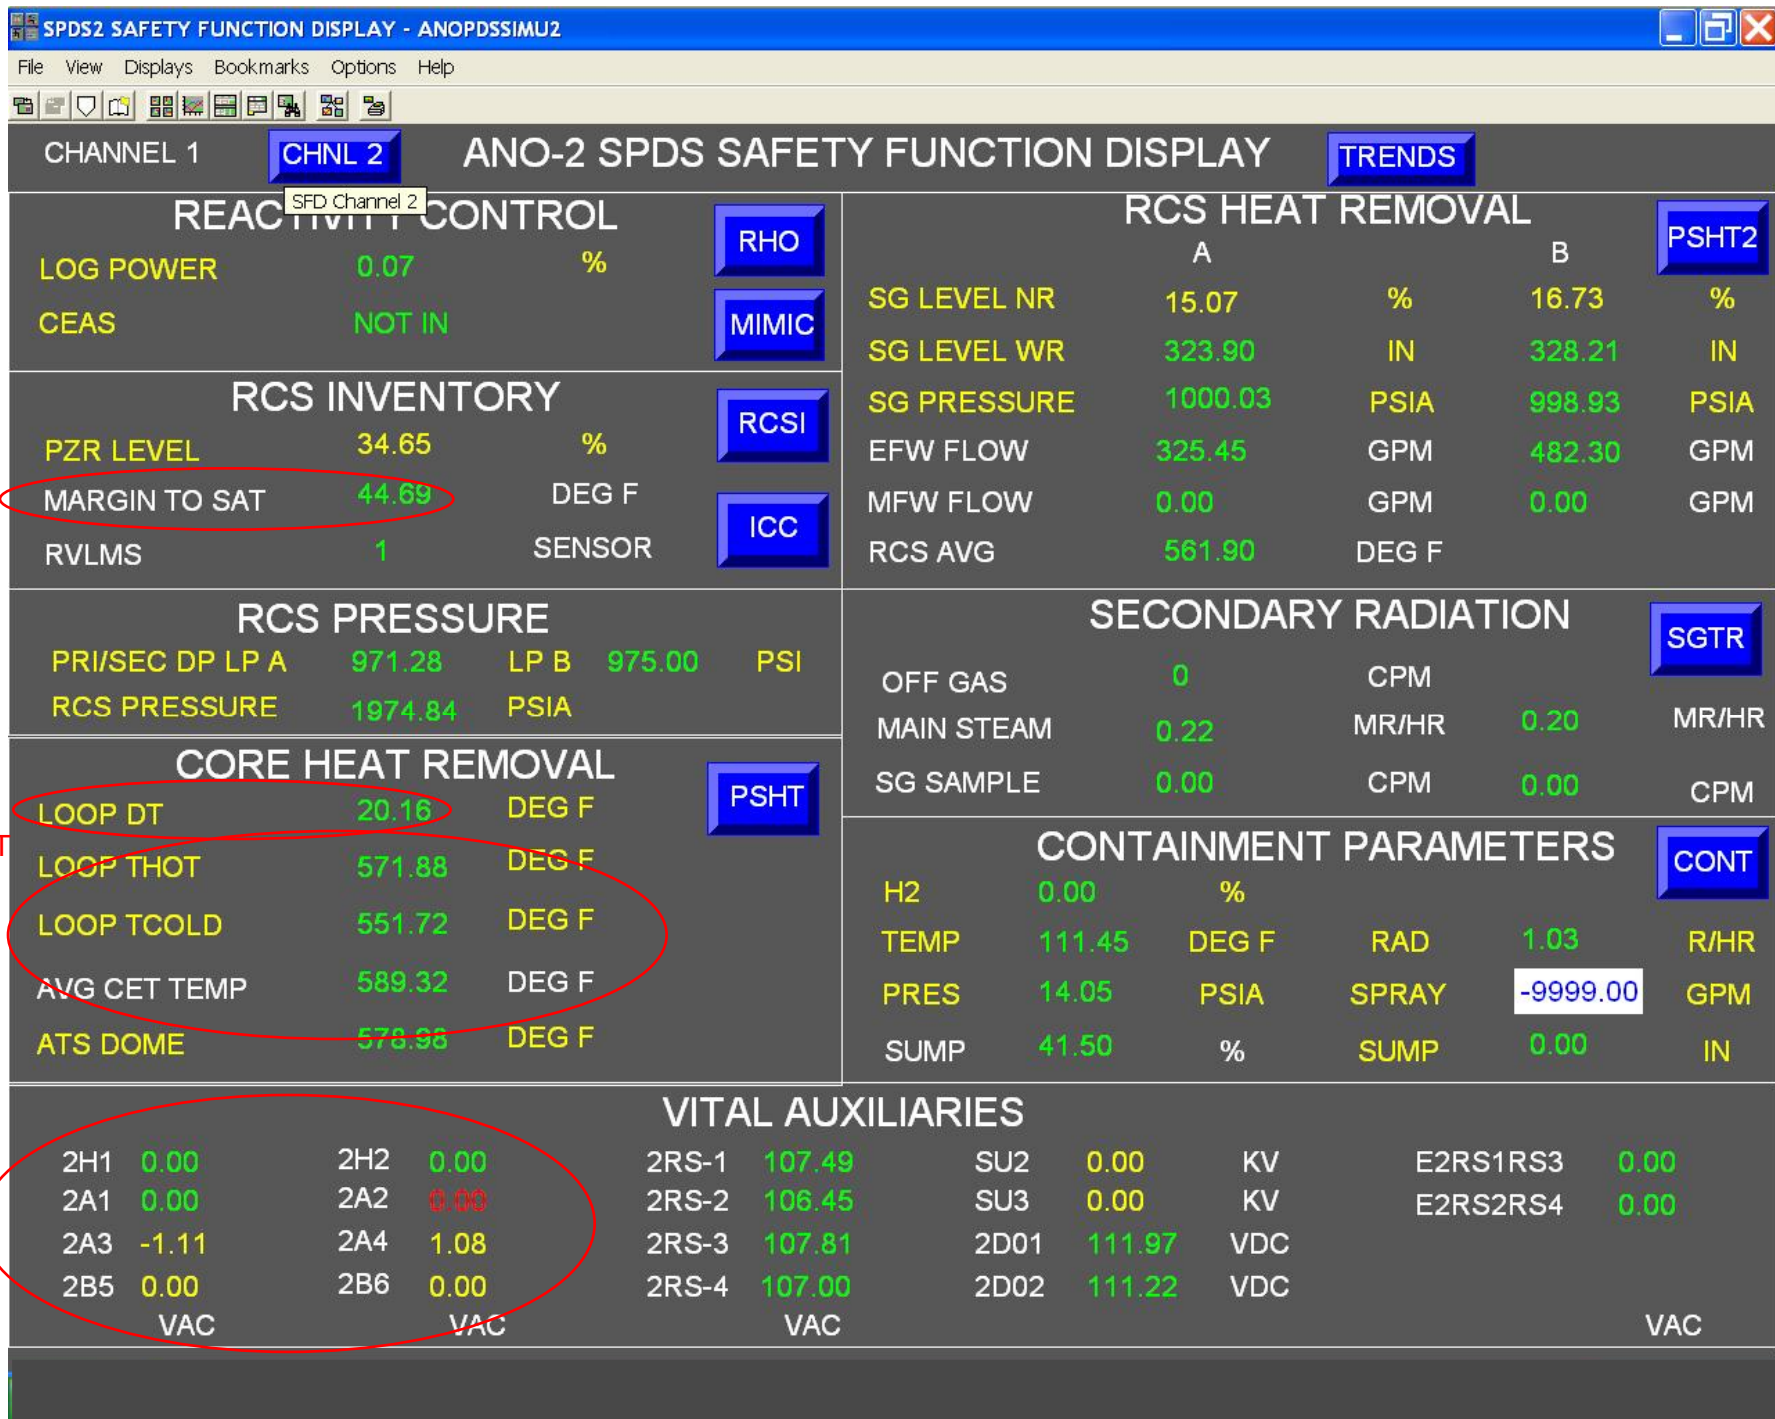 SPDS2 SAFETY FUNCTION DISPLAY - ANOPDSSIMU2
File View Displays Bookmarks Options Help
CHANNEL 1 CHNL 2 ANO-2 SPDS SAFETY FUNCTION DISPLAY TRENDS
SFD Channel 2
REACTIVITY CONTROL
RHO
LOG POWER 0.07 %
CEAS NOT IN
MIMIC
RCS INVENTORY
RCSI
PZR LEVEL 34.65 %
MARGIN TO SAT 44.69 DEG F
ICC
RVLMS 1 SENSOR
RCS PRESSURE
PRI/SEC DP LP A 971.28 LP B 975.00 PSI
RCS PRESSURE 1974.84 PSIA
CORE HEAT REMOVAL
PSHT
LOOP DT 20.16 DEG F
T
LOOP THOT 571.88 DEG F
LOOP TCOLD 551.72 DEG F
AVG CET TEMP 589.32 DEG F
ATS DOME 578.98 DEG F
RCS HEAT REMOVAL
PSHT2
A B
SG LEVEL NR 15.07 % 16.73 %
SG LEVEL WR 323.90 IN 328.21 IN
SG PRESSURE 1000.03 PSIA 998.93 PSIA
EFW FLOW 325.45 GPM 482.30 GPM
MFW FLOW 0.00 GPM 0.00 GPM
RCS AVG 561.90 DEG F
SECONDARY RADIATION
SGTR
OFF GAS 0 CPM
MAIN STEAM 0.22 MR/HR 0.20 MR/HR
SG SAMPLE 0.00 CPM 0.00 CPM
CONTAINMENT PARAMETERS
CONT
H2 0.00 %
TEMP 111.45 DEG F RAD 1.03 R/HR
PRES 14.05 PSIA SPRAY -9999.00 GPM
SUMP 41.50 % SUMP 0.00 IN
VITAL AUXILIARIES
2H1 0.00 2H2 0.00 2RS-1 107.49 SU2 0.00 KV E2RS1RS3 0.00
2A1 0.00 2A2 0.00 2RS-2 106.45 SU3 0.00 KV E2RS2RS4 0.00
2A3 -1.11 2A4 1.08 2RS-3 107.81 2D01 111.97 VDC
2B5 0.00 2B6 0.00 2RS-4 107.00 2D02 111.22 VDC
VAC VAC VAC VAC